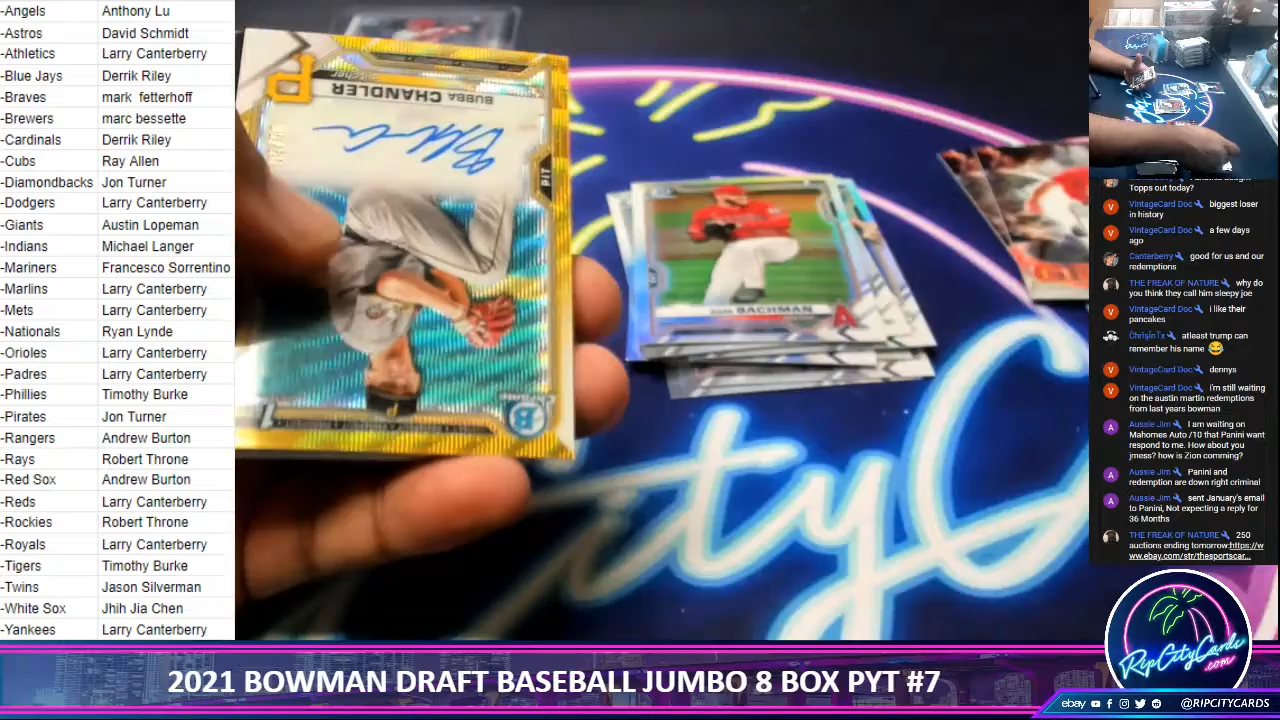 -Angels Anthony Lu
-Astros David Schmidt
-Athletics Larry Canterberry
-Blue Jays Derrik Riley
-Braves mark fetterhoff
-Brewers marc bessette
-Cardinals Derrik Riley
-Cubs Ray Allen
-Diamondbacks Jon Turner
-Dodgers Larry Canterberry
-Giants Austin Lopeman
-Indians Michael Langer
-Mariners Francesco Sorrentino
-Marlins Larry Canterberry
-Mets Larry Canterberry
-Nationals Ryan Lynde
-Orioles Larry Canterberry
-Padres Larry Canterberry
-Phillies Timothy Burke
-Pirates Jon Turner
-Rangers Andrew Burton
-Rays Robert Throne
-Red Sox Andrew Burton
-Reds Larry Canterberry
-Rockies Robert Throne
-Royals Larry Canterberry
-Tigers Timothy Burke
-Twins Jason Silverman
-White Sox Jhih Jia Chen
-Yankees Larry Canterberry
P
pitcher
BUBBA CHANDLER
PIT
B
BACHMAN
A
ityC
Topps out today?
V VintageCard Doc biggest loser
in history
V VintageCard Doc a few days
ago
Canterberry good for us and our
redemptions
THE FREAK OF NATURE why do
you think they call him sleepy joe
V VintageCard Doc I like their
pancakes
atleast trump can
remember his name 😂
V VintageCard Doc dennys
V VintageCard Doc i'm still waiting
on the austin martin redemptions
from last years bowman
A Aussie Jim I am waiting on
Mahomes Auto /10 that Panini want
respond to me. How about you
jmess? how is Zion comming?
A Aussie Jim Panini and
redemption are down right criminal
A Aussie Jim sent January's email
to Panini, Not expecting a reply for
36 Months
THE FREAK OF NATURE 250
auctions ending tomorrow:https://w
ww.ebay.com/str/thesportscar...
RipCityCards
.com
2021 BOWMAN DRAFT BASEBALL JUMBO 8 BOX PYT #7
ebay @RIPCITYCARDS